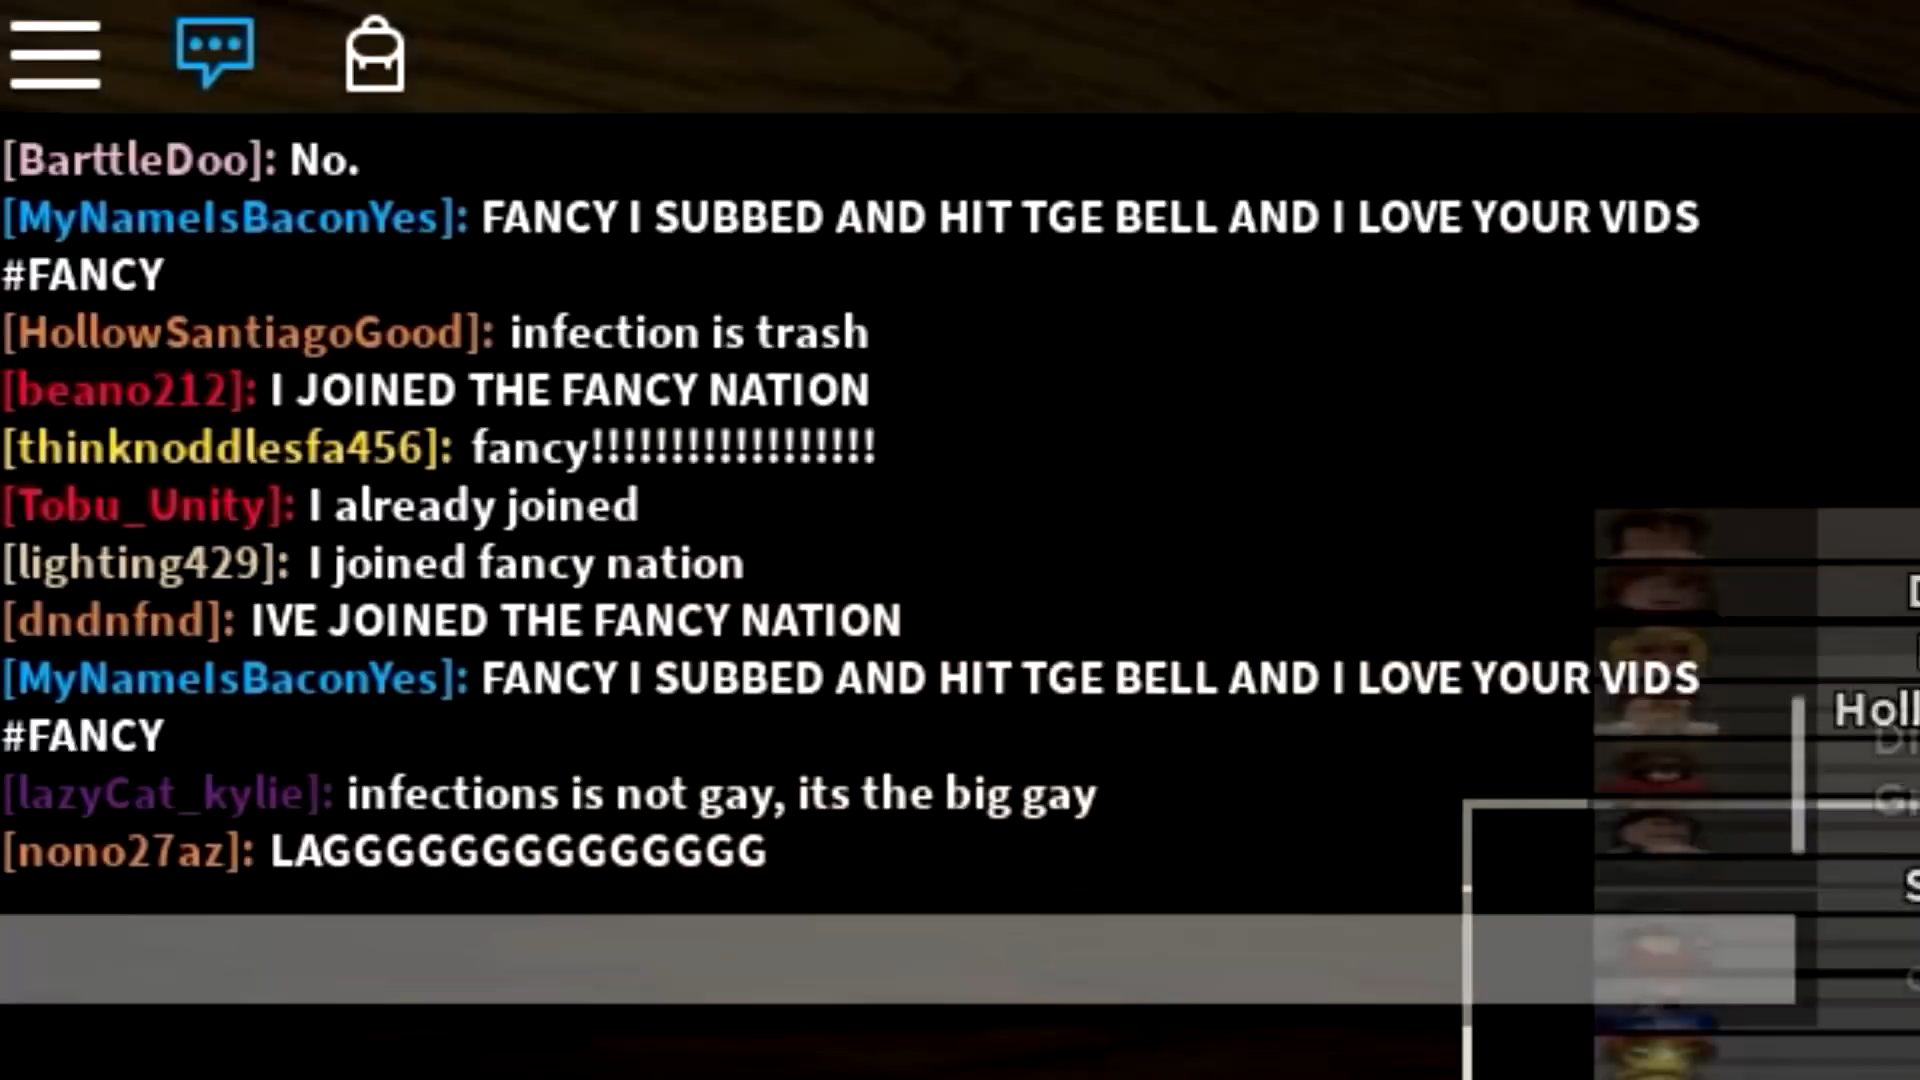 [BarttleDoo]: No.
[MyNameIsBaconYes]: FANCY I SUBBED AND HIT TGE BELL AND I LOVE YOUR VIDS
#FANCY
[HollowSantiagoGood]: infection is trash
[beano212]: I JOINED THE FANCY NATION
[thinknoddlesfa456]: fancy!!!!!!!!!!!!!!!!!!
[Tobu_Unity]: I already joined
[lighting429]: I joined fancy nation
[dndnfnd]: IVE JOINED THE FANCY NATION
[MyNameIsBaconYes]: FANCY I SUBBED AND HIT TGE BELL AND I LOVE YOUR VIDS
#FANCY
Holl
[lazyCat_kylie]: infections is not gay, its the big gay
[nono27az]: LAGGGGGGGGGGGGGGG